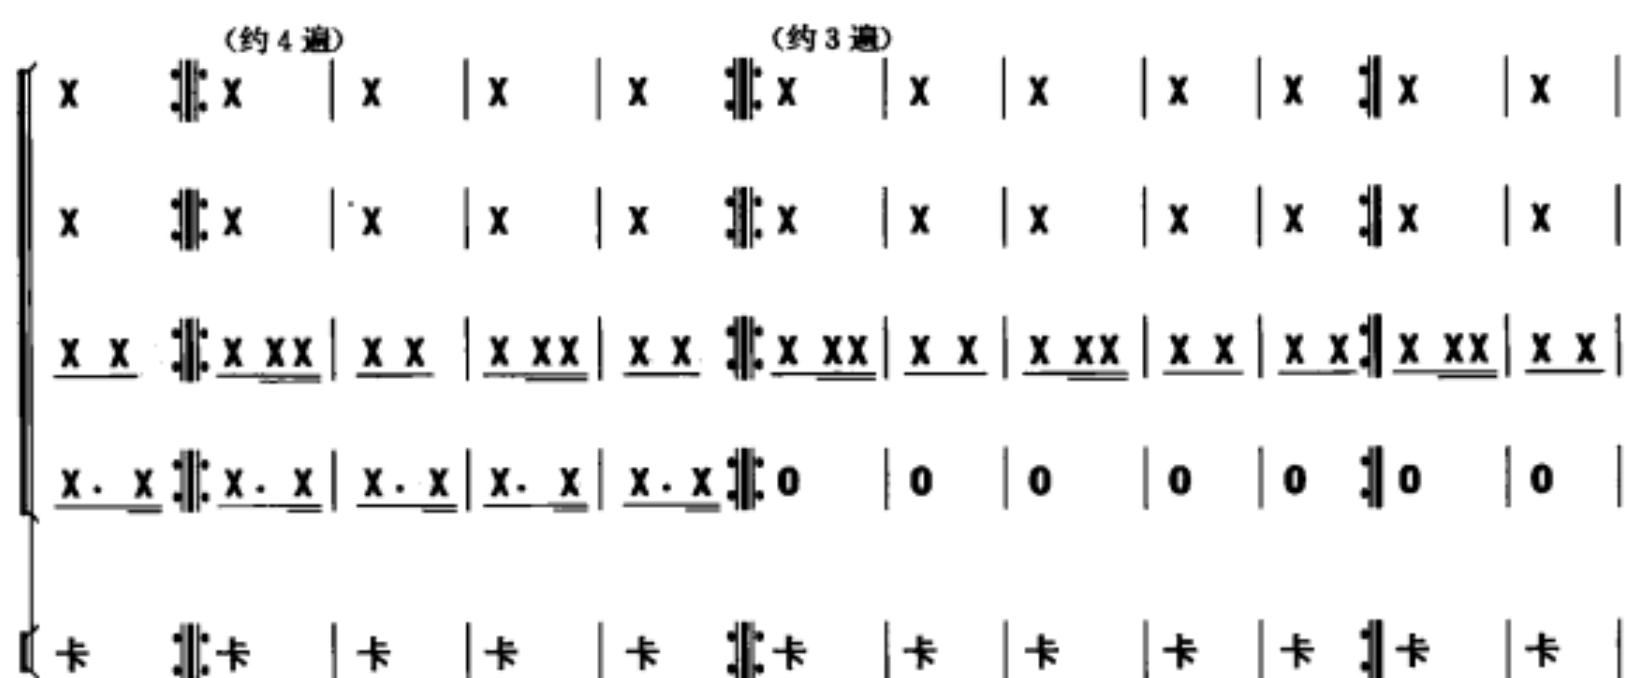 (约4遍) (约3遍)
X X X X X X X X X X X X
X X X X X X X X X X X X
X X X XX X X X XX X X X XX X X X XX X X X X X XX X X
X. X X. X X. X X. X X. X 0 0 0 0 0 0 0
卡 卡 卡 卡 卡 卡 卡 卡 卡 卡 卡 卡